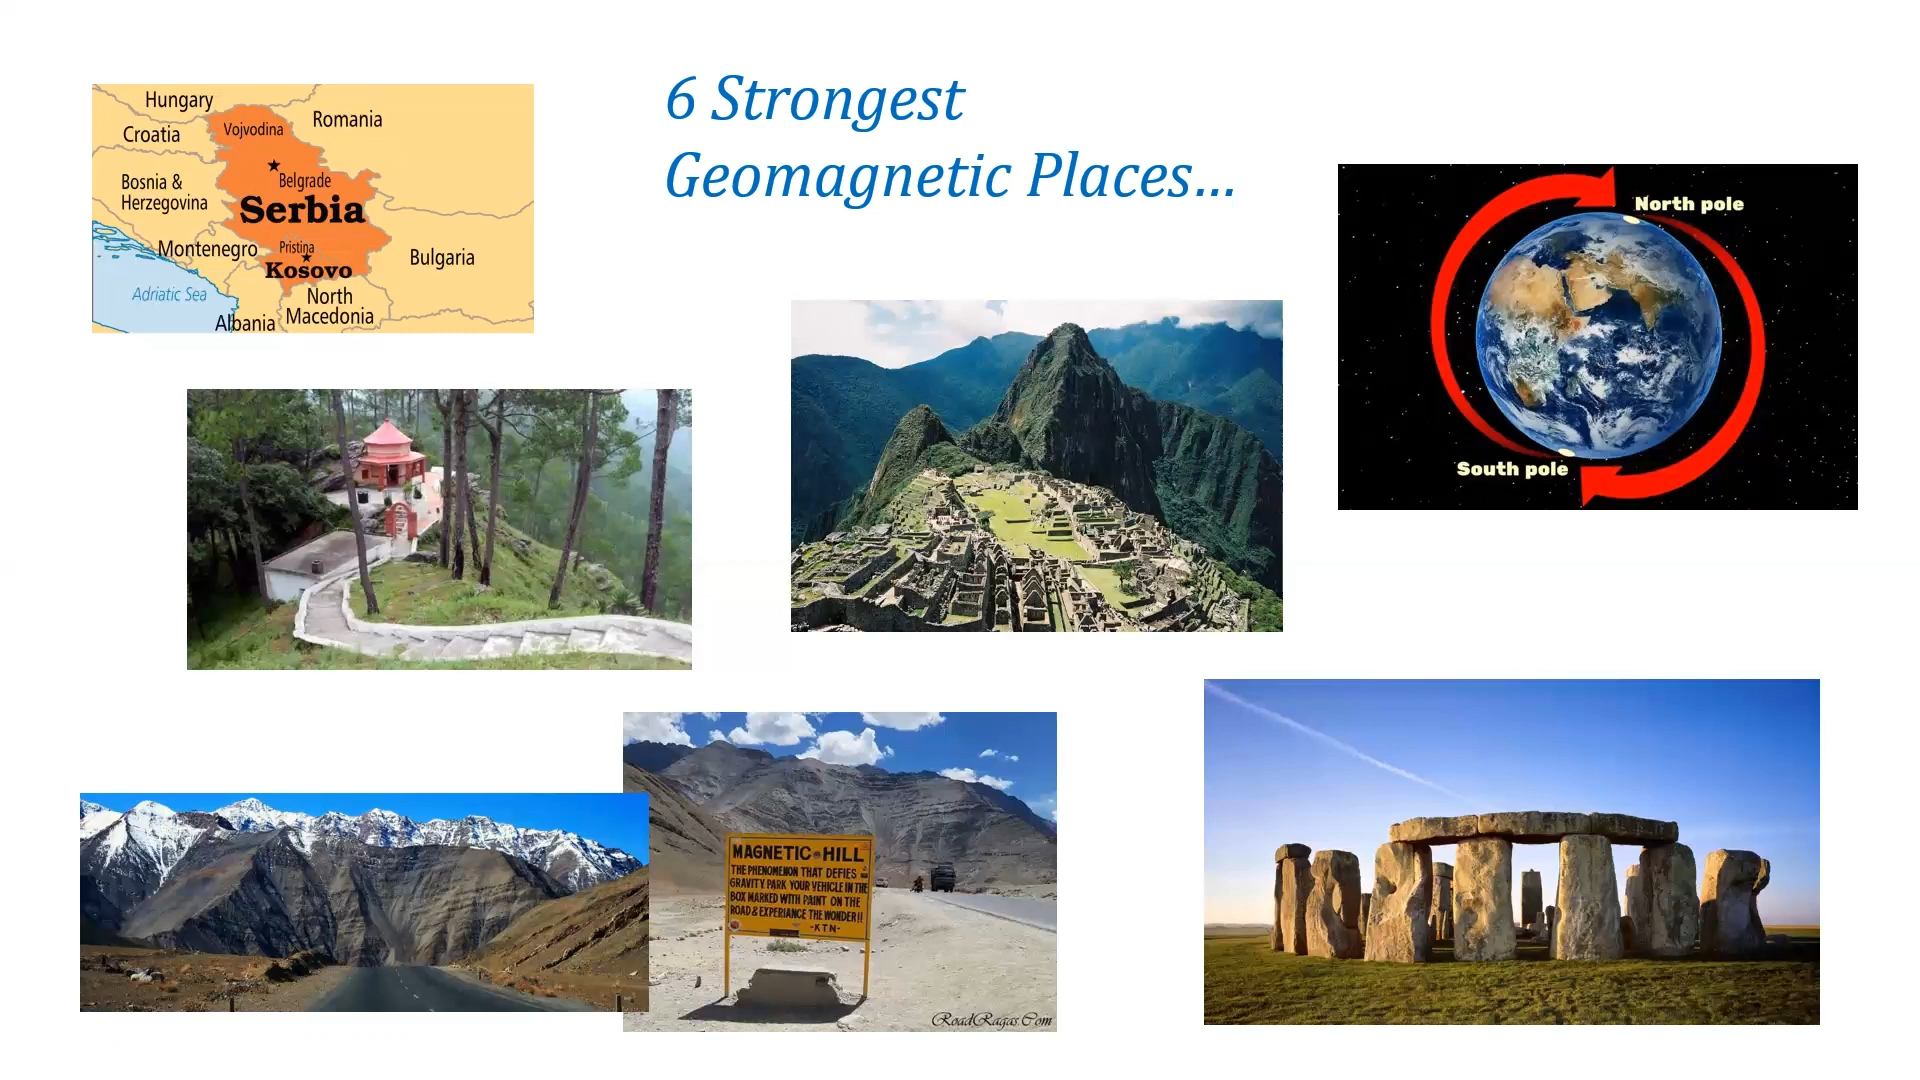 6 Strongest
Geomagnetic Places...
Hungary
Romania
Croatia
Vojvodina
Belgrade
Bosnia &
Herzegovina
Serbia
Montenegro
Pristina
Bulgaria
Kosovo
Adriatic Sea
North
Macedonia
Albania
North pole
South pole
MAGNETIC HILL
THE PHENOMENON THAT DEFIES
GRAVITY PARK YOUR VEHICLE IN THE
BOX MARKED WITH PAINT ON THE
ROAD & EXPERIANCE THE WONDER!!
-KTN-
RoadRagas.Com